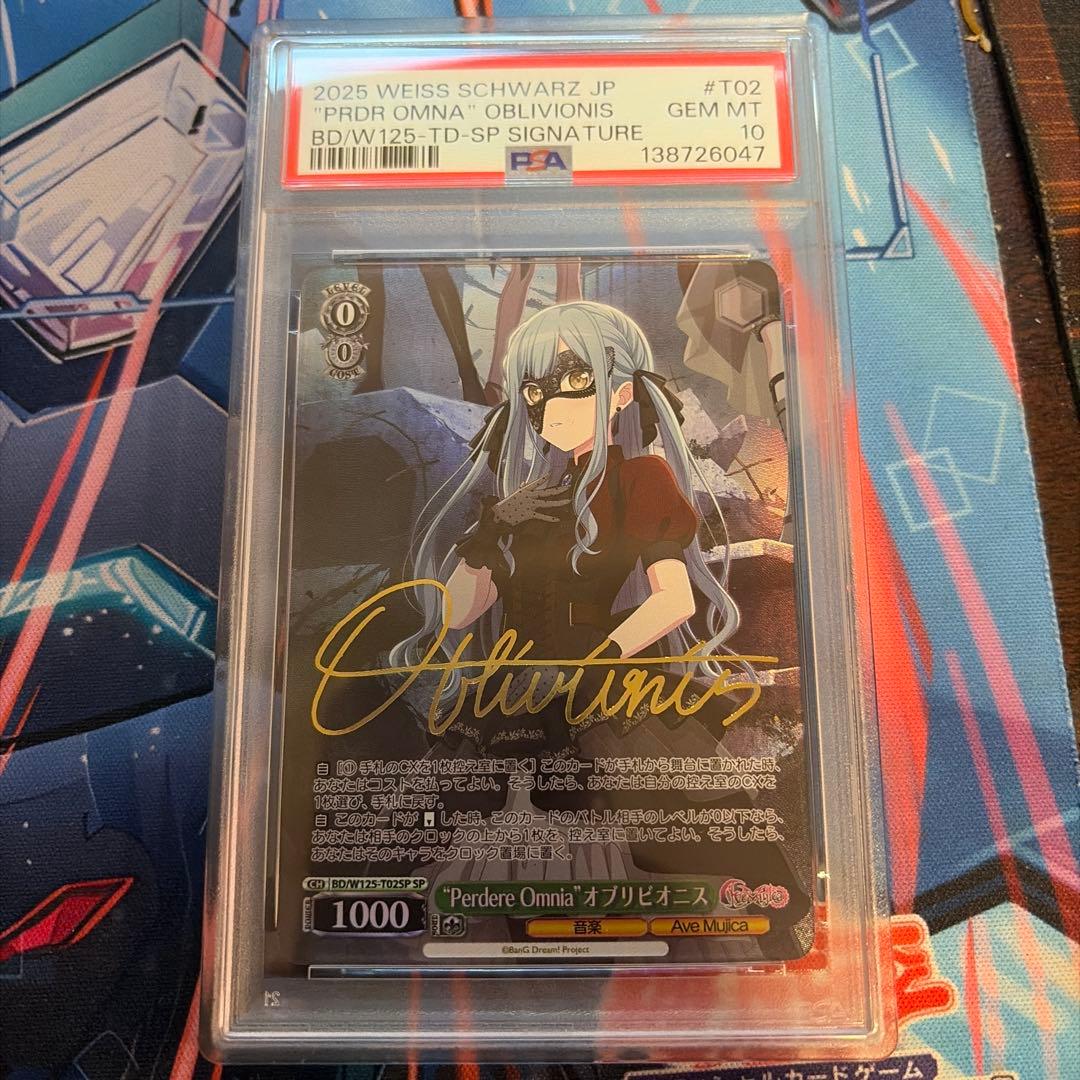 2025 WEISS SCHWARZ JP #T02
"PRDR OMNA" OBLIVIONIS GEM MT
BD/W125-TD-SP SIGNATURE 10
PSA 138726047
LEVEL
0
0
COST
Oblivionis
自 [① 手札のCXを1枚控え室に置く] このカードが手札から舞台に置かれた時、
あなたはコストを払ってよい。そうしたら、あなたは自分の控え室のCXを
1枚選び、手札に戻す。
自 このカードが した時、このカードのバトル相手のレベルが0以下なら、
あなたは相手のクロックの上から1枚を、控え室に置いてよい。そうしたら、
あなたはそのキャラをクロック置場に置く。
CH BD/W125-T02SP SP
POWER 1000 SOUL
“Perdere Omnia”オブリビオニス
音楽 Ave Mujica
©BanG Dream! Project
21
カードゲーム